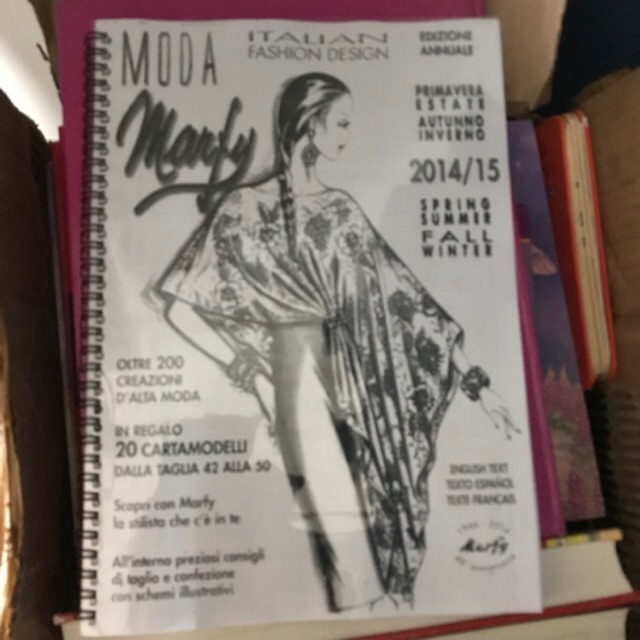 MODA
Marfy
ITALIAN
FASHION DESIGN
EDIZIONE
ANNUALE
PRIMAVERA
ESTATE
AUTUNNO
INVERNO
2014/15
SPRING
SUMMER
FALL
WINTER
OLTRE 200
CREAZIONI
D'ALTA MODA
IN REGALO
20 CARTAMODELLI
DALLA TAGLIA 42 ALLA 50
Scopri con Marfy
la stilista che c'è in te
All'interno preziosi consigli
di taglio e confezione
con schemi illustrativi
ENGLISH TEXT
TEXTO ESPAÑOL
TEXTE FRANÇAIS
Marfy